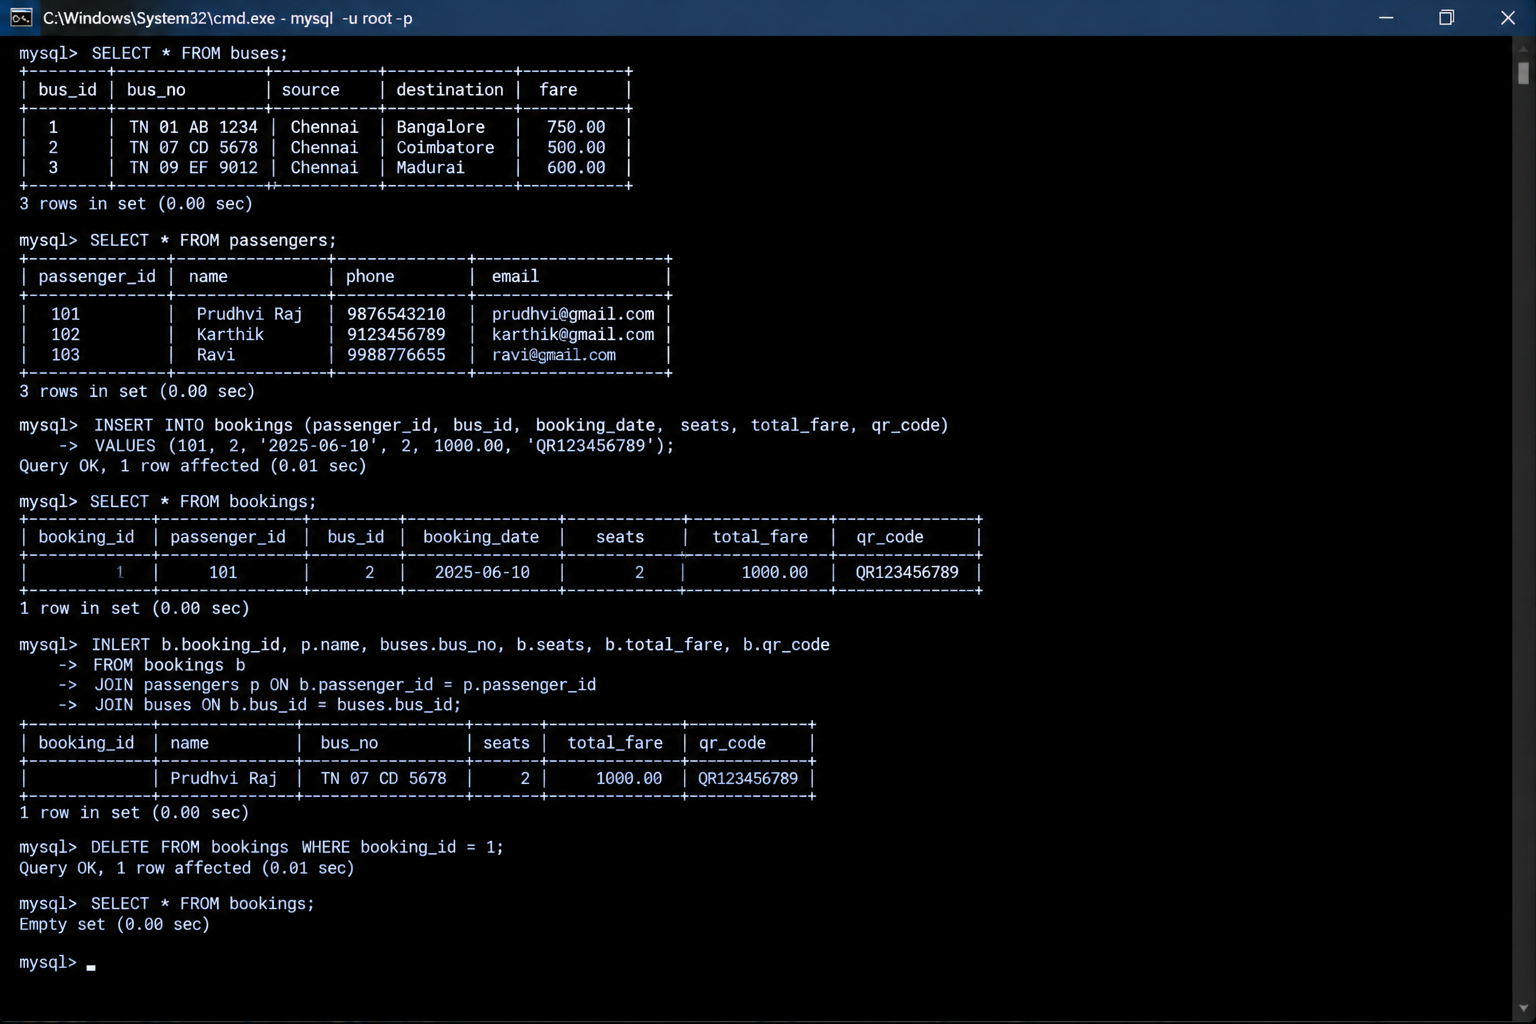 C:\Windows\System32\cmd.exe - mysql  -u root -p
mysql> SELECT * FROM buses;
+--------+---------------+-----------+-------------+----------+
| bus_id | bus_no | source | destination | fare |
+--------+---------------+-----------+-------------+----------+
| 1 | TN 01 AB 1234 | Chennai | Bangalore | 750.00 |
| 2 | TN 07 CD 5678 | Chennai | Coimbatore | 500.00 |
| 3 | TN 09 EF 9012 | Chennai | Madurai | 600.00 |
+--------+---------------+-----------+-------------+----------+
3 rows in set (0.00 sec)
mysql> SELECT * FROM passengers;
+--------------+---------------+-------------+-------------------+
| passenger_id | name | phone | email |
+--------------+---------------+-------------+-------------------+
| 101 | Prudhvi Raj | 9876543210 | prudhvi@gmail.com |
| 102 | Karthik | 9123456789 | karthik@gmail.com |
| 103 | Ravi | 9988776655 | ravi@gmail.com |
+--------------+---------------+-------------+-------------------+
3 rows in set (0.00 sec)
mysql> INSERT INTO bookings (passenger_id, bus_id, booking_date, seats, total_fare, qr_code)
-> VALUES (101, 2, '2025-06-10', 2, 1000.00, 'QR123456789');
Query OK, 1 row affected (0.01 sec)
mysql> SELECT * FROM bookings;
+------------+--------------+---------+---------------+-----------+--------------+-------------+
| booking_id | passenger_id | bus_id | booking_date | seats | total_fare | qr_code |
+------------+--------------+---------+---------------+-----------+--------------+-------------+
| 1 | 101 | 2 | 2025-06-10 | 2 | 1000.00 | QR123456789 |
+------------+--------------+---------+---------------+-----------+--------------+-------------+
1 row in set (0.00 sec)
mysql> INLERT b.booking_id, p.name, buses.bus_no, b.seats, b.total_fare, b.qr_code
-> FROM bookings b
-> JOIN passengers p ON b.passenger_id = p.passenger_id
-> JOIN buses ON b.bus_id = buses.bus_id;
+------------+-------------+----------------+-------+-------------+------------+
| booking_id | name | bus_no | seats | total_fare | qr_code |
+------------+-------------+----------------+-------+-------------+------------+
| | Prudhvi Raj | TN 07 CD 5678 | 2 | 1000.00 | QR123456789 |
+------------+-------------+----------------+-------+-------------+------------+
1 row in set (0.00 sec)
mysql> DELETE FROM bookings WHERE booking_id = 1;
Query OK, 1 row affected (0.01 sec)
mysql> SELECT * FROM bookings;
Empty set (0.00 sec)
mysql>